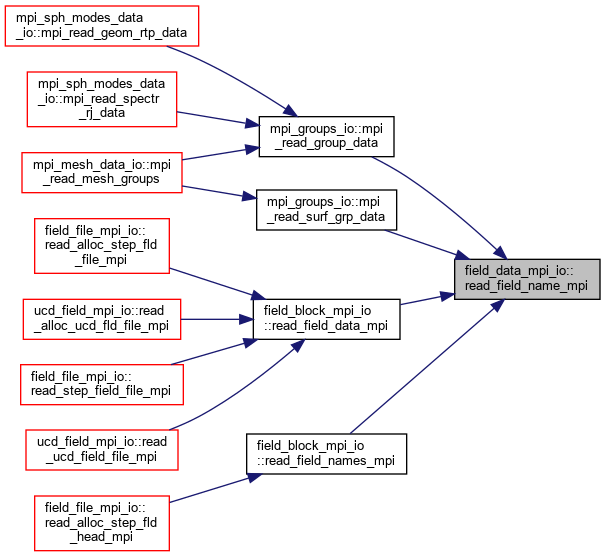 mpi_sph_modes_data
_io::mpi_read_geom_rtp_data
mpi_sph_modes_data
_io::mpi_read_spectr
_rj_data
mpi_mesh_data_io::mpi
_read_mesh_groups
field_file_mpi_io::
read_alloc_step_fld
_file_mpi
ucd_field_mpi_io::read
_alloc_ucd_fld_file_mpi
field_file_mpi_io::
read_step_field_file_mpi
ucd_field_mpi_io::read
_ucd_field_file_mpi
field_file_mpi_io::
read_alloc_step_fld
_head_mpi
mpi_groups_io::mpi
_read_group_data
mpi_groups_io::mpi
_read_surf_grp_data
field_block_mpi_io
::read_field_data_mpi
field_block_mpi_io
::read_field_names_mpi
field_data_mpi_io::
read_field_name_mpi